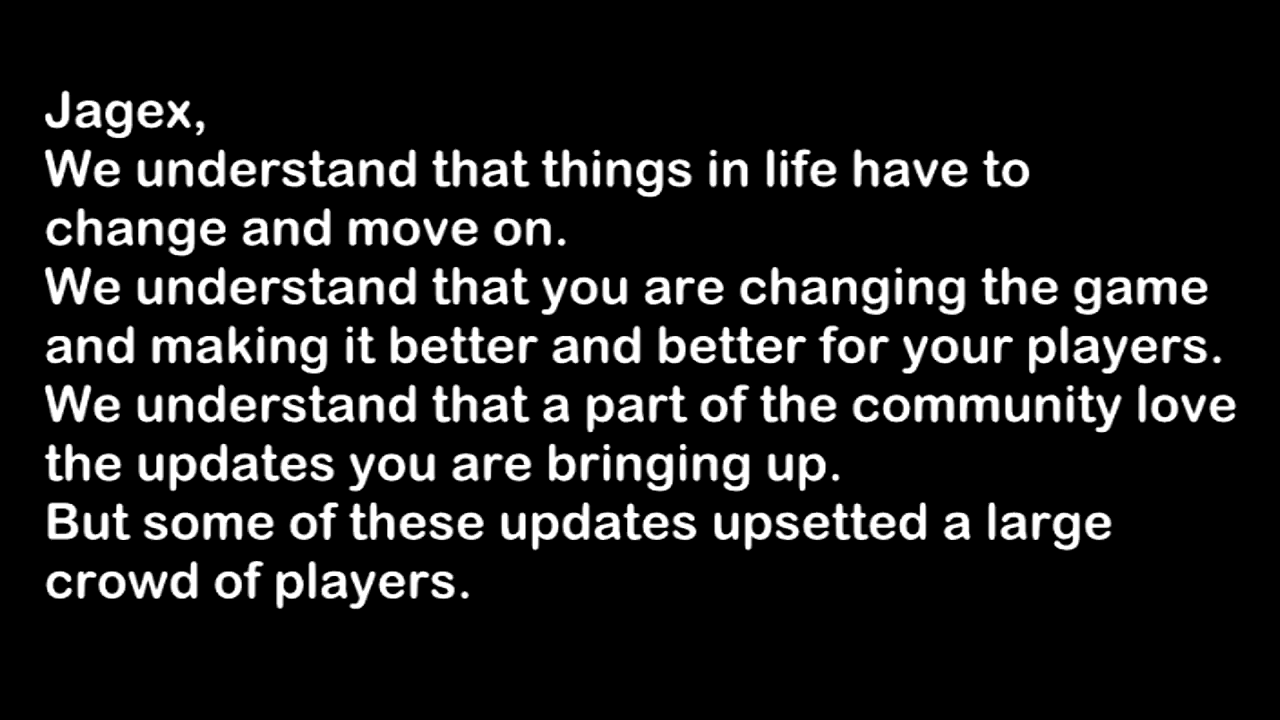 Jagex,
We understand that things in life have to
change and move on.
We understand that you are changing the game
and making it better and better for your players.
We understand that a part of the community love
the updates you are bringing up.
But some of these updates upsetted a large
crowd of players.